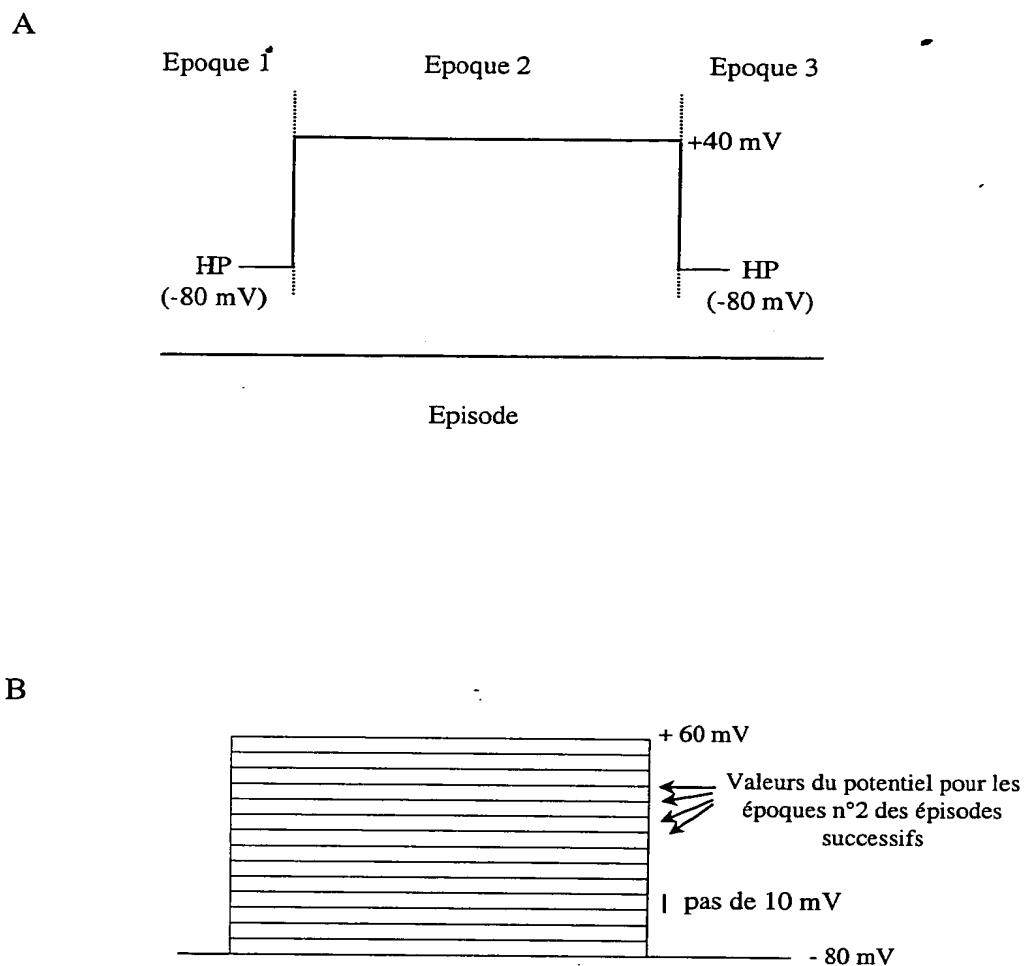 A
Epoque 1
Epoque 2
Epoque 3
+40 mV
HP
(-80 mV)
HP
(-80 mV)
Episode
B
+ 60 mV
Valeurs du potentiel pour les
époques n°2 des épisodes
successifs
pas de 10 mV
- 80 mV